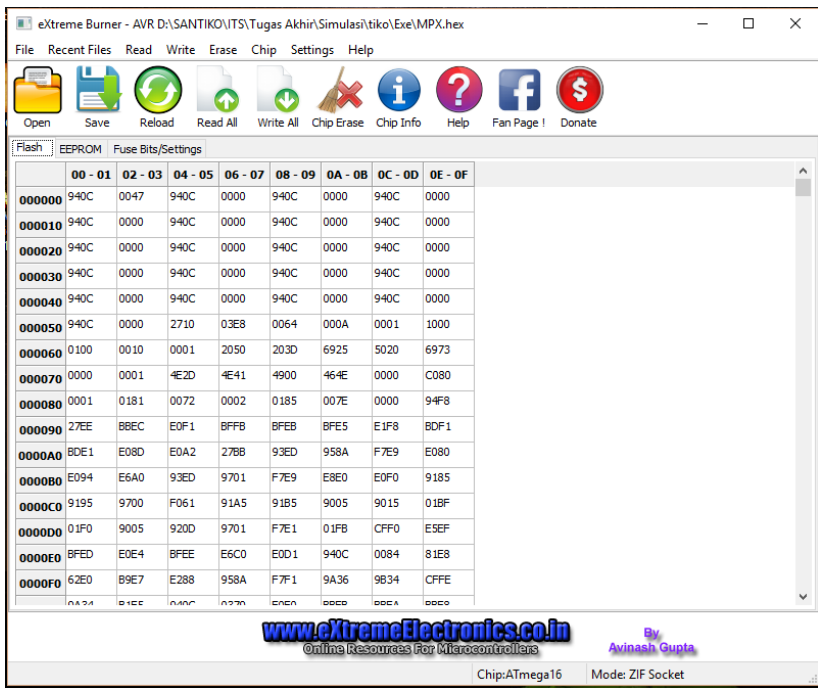 eXtreme Burner - AVR D:\SANTIKO\ITS\Tugas Akhir\Simulasi\tiko\Exe\MPX.hex
File Recent Files Read Write Erase Chip Settings Help
Open Save Reload Read All Write All Chip Erase Chip Info Help Fan Page ! Donate
Flash EEPROM Fuse Bits/Settings
00 - 01 02 - 03 04 - 05 06 - 07 08 - 09 0A - 0B 0C - 0D 0E - 0F
000000 940C 0047 940C 0000 940C 0000 940C 0000
000010 940C 0000 940C 0000 940C 0000 940C 0000
000020 940C 0000 940C 0000 940C 0000 940C 0000
000030 940C 0000 940C 0000 940C 0000 940C 0000
000040 940C 0000 940C 0000 940C 0000 940C 0000
000050 940C 0000 2710 03E8 0064 000A 0001 1000
000060 0100 0010 0001 2050 203D 6925 5020 6973
000070 0000 0001 4E2D 4E41 4900 464E 0000 C080
000080 0001 0181 0072 0002 0185 007E 0000 94F8
000090 27EE BBEC E0F1 BFFB BFEB BFE5 E1F8 BDF1
0000A0 BDE1 E08D E0A2 27BB 93ED 958A F7E9 E080
0000B0 E094 E6A0 93ED 9701 F7E9 E8E0 E0F0 9185
0000C0 9195 9700 F061 91A5 91B5 9005 9015 01BF
0000D0 01F0 9005 920D 9701 F7E1 01FB CFF0 E5EF
0000E0 BFED E0E4 BFEE E6C0 E0D1 940C 0084 81E8
0000F0 62E0 B9E7 E288 958A F7F1 9A36 9B34 CFFE
www.eXtremeElectronics.co.in
Online Resources For Microcontrollers
By
Avinash Gupta
Chip:ATmega16 Mode: ZIF Socket